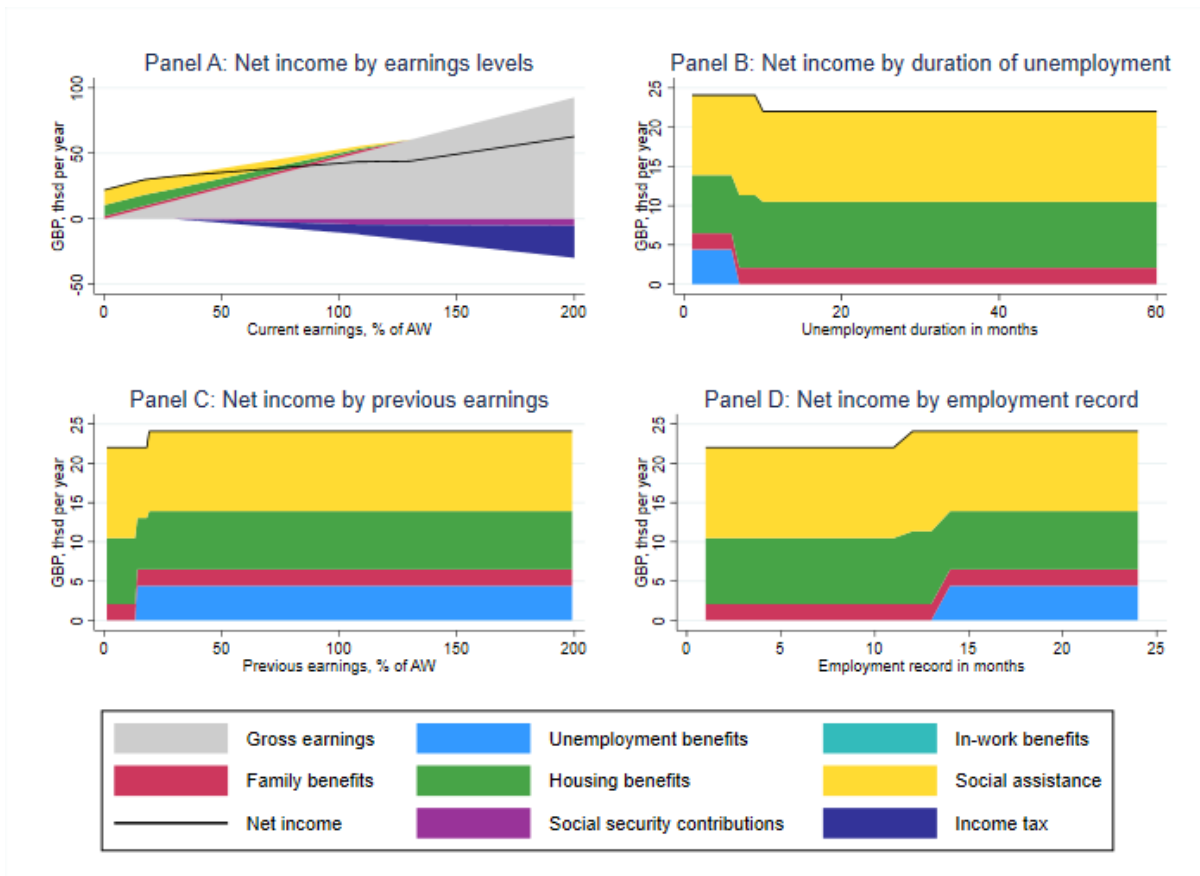 Panel A: Net income by earnings levels
GBP, thsd per year
100
50
0
-50
0 50 100 150 200
Current earnings, % of AW
Panel B: Net income by duration of unemployment
GBP, thsd per year
25
20
15
10
5
0
0 20 40 60
Unemployment duration in months
Panel C: Net income by previous earnings
GBP, thsd per year
25
20
15
10
5
0
0 50 100 150 200
Previous earnings, % of AW
Panel D: Net income by employment record
GBP, thsd per year
25
20
15
10
5
0
0 5 10 15 20 25
Employment record in months
Gross earnings Unemployment benefits In-work benefits
Family benefits Housing benefits Social assistance
Net income Social security contributions Income tax